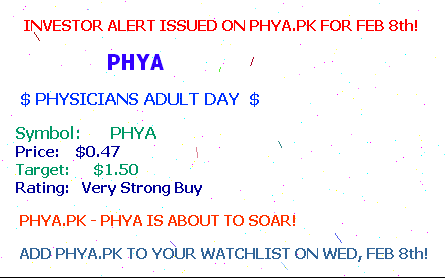 INVESTOR ALERT ISSUED ON PHYA.PK FOR FEB 8th!
PHYA
$ PHYSICIANS ADULT DAY $
Symbol: PHYA
Price: $0.47
Target: $1.50
Rating: Very Strong Buy
PHYA.PK - PHYA IS ABOUT TO SOAR!
ADD PHYA.PK TO YOUR WATCHLIST ON WED, FEB 8th!